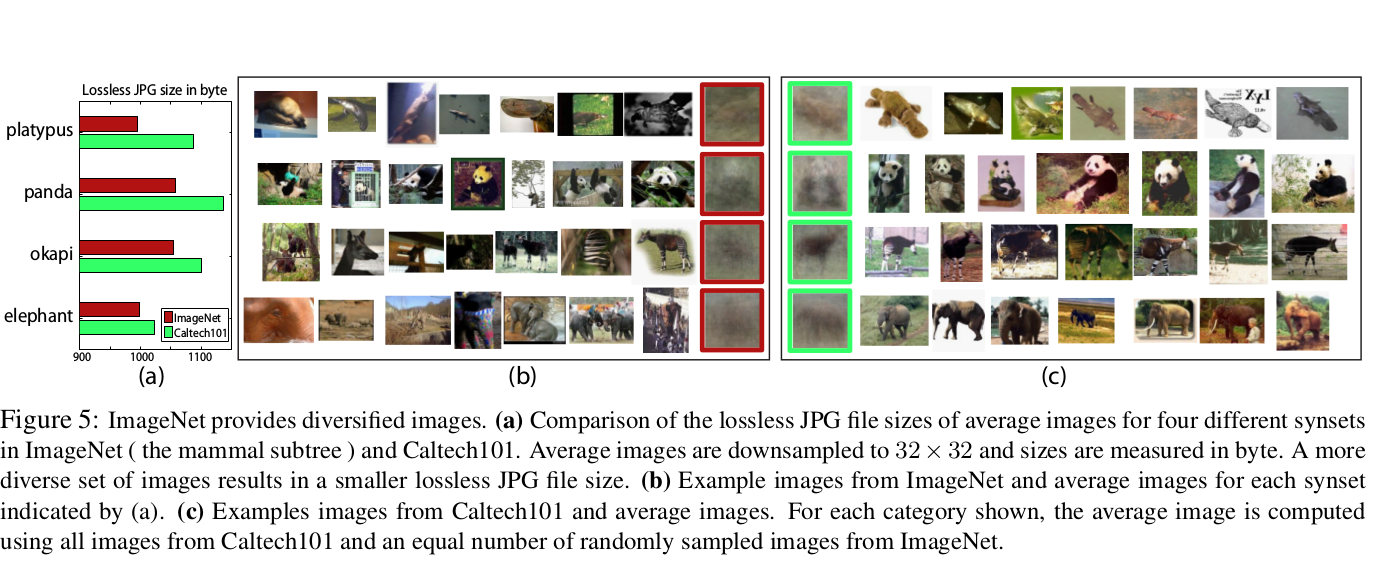 Lossless JPG size in byte
platypus
panda
okapi
elephant
ImageNet
Caltech101
900 1000 1100
(a) (b) (c)
LyX
Figure 5: ImageNet provides diversified images. (a) Comparison of the lossless JPG file sizes of average images for four different synsets
in ImageNet ( the mammal subtree ) and Caltech101. Average images are downsampled to 32 × 32 and sizes are measured in byte. A more
diverse set of images results in a smaller lossless JPG file size. (b) Example images from ImageNet and average images for each synset
indicated by (a). (c) Examples images from Caltech101 and average images. For each category shown, the average image is computed
using all images from Caltech101 and an equal number of randomly sampled images from ImageNet.